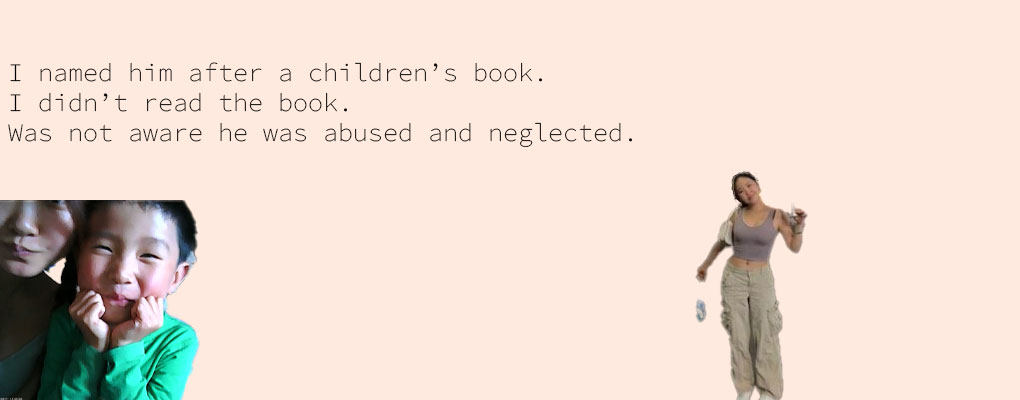 I named him after a children’s book.
I didn’t read the book.
Was not aware he was abused and neglected.